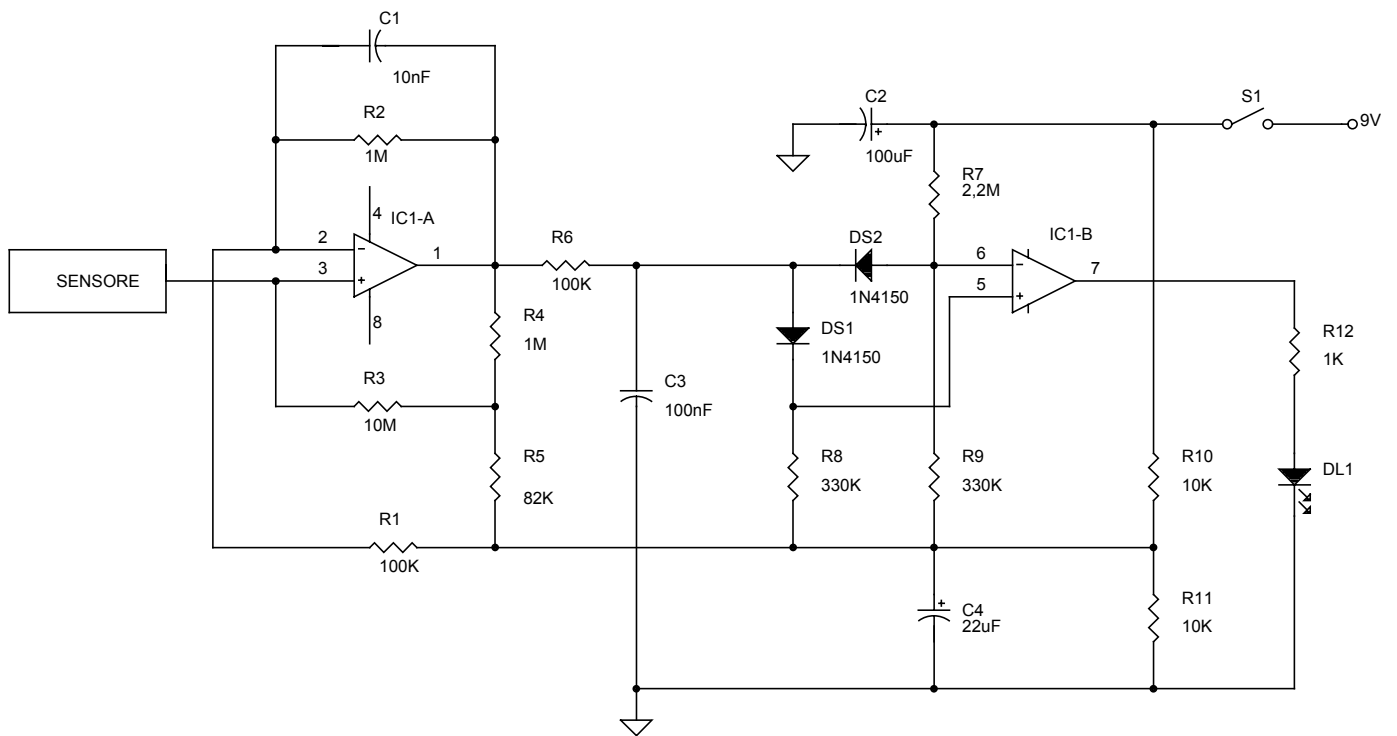 C1
10nF
R2
1M
4
IC1-A
2
3
1
8
SENSORE
R6
100K
R4
1M
R3
10M
R5
82K
R1
100K
C3
100nF
C2
+
100uF
S1
9V
R7
2,2M
DS2
1N4150
IC1-B
6
5
7
DS1
1N4150
R8
330K
R9
330K
R10
10K
R12
1K
DL1
+
C4
22uF
R11
10K